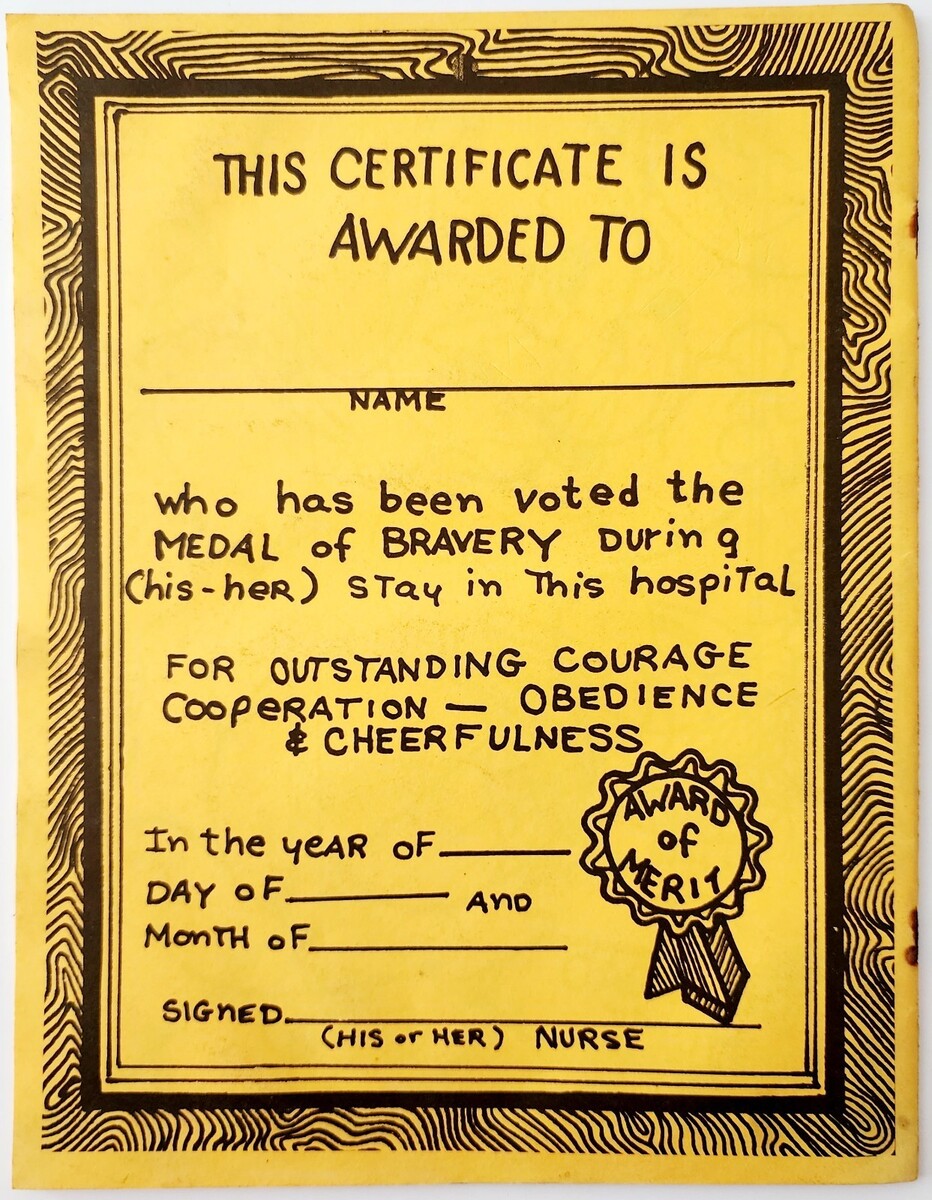 THIS CERTIFICATE IS
AWARDED TO
NAME
who has been voted the
MEDAL of BRAVERY During
(his-heR) STay in This hospiTal
FOR OUTSTANDING COURAGE
COOpeRATION — OBEDIENCE
& CHEERFULNESS
AWARD
of
MERIT
In the yeAR oF
DAY oF AnD
MonTH oF
SIGnED
(HIS or HER) NURSE